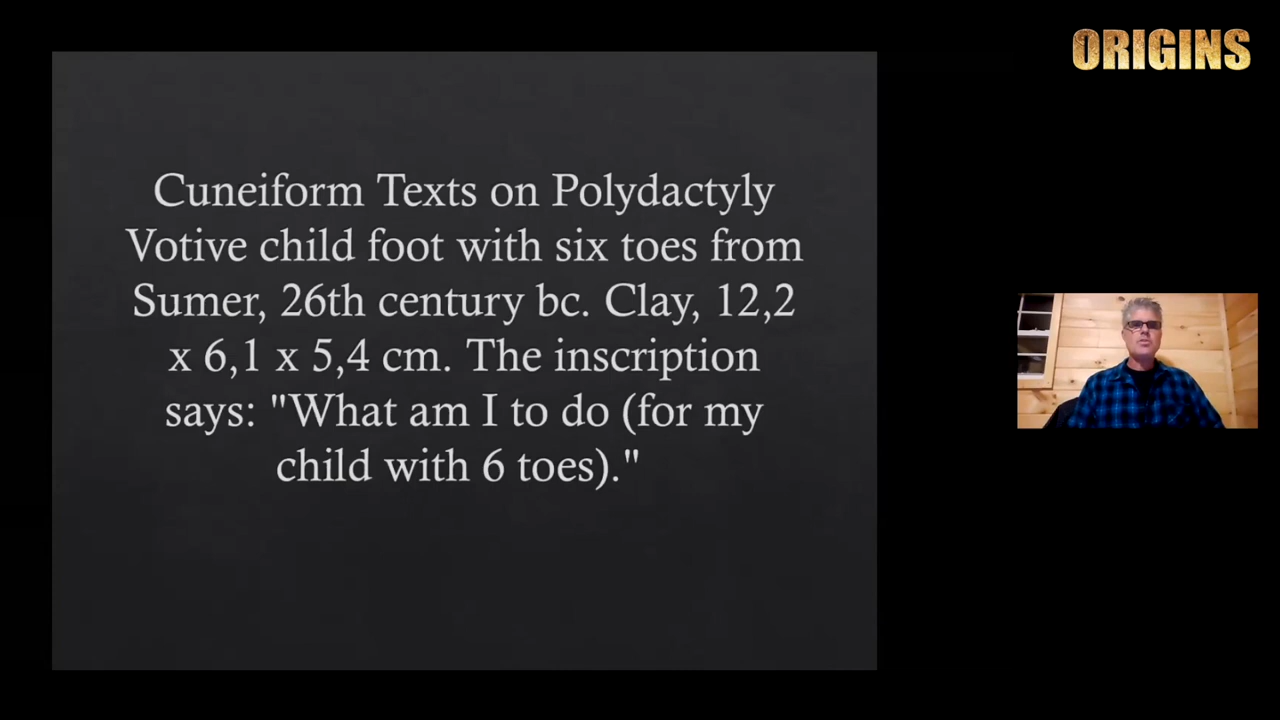 ORIGINS
Cuneiform Texts on Polydactyly
Votive child foot with six toes from
Sumer, 26th century bc. Clay, 12,2
x 6,1 x 5,4 cm. The inscription
says: "What am I to do (for my
child with 6 toes)."